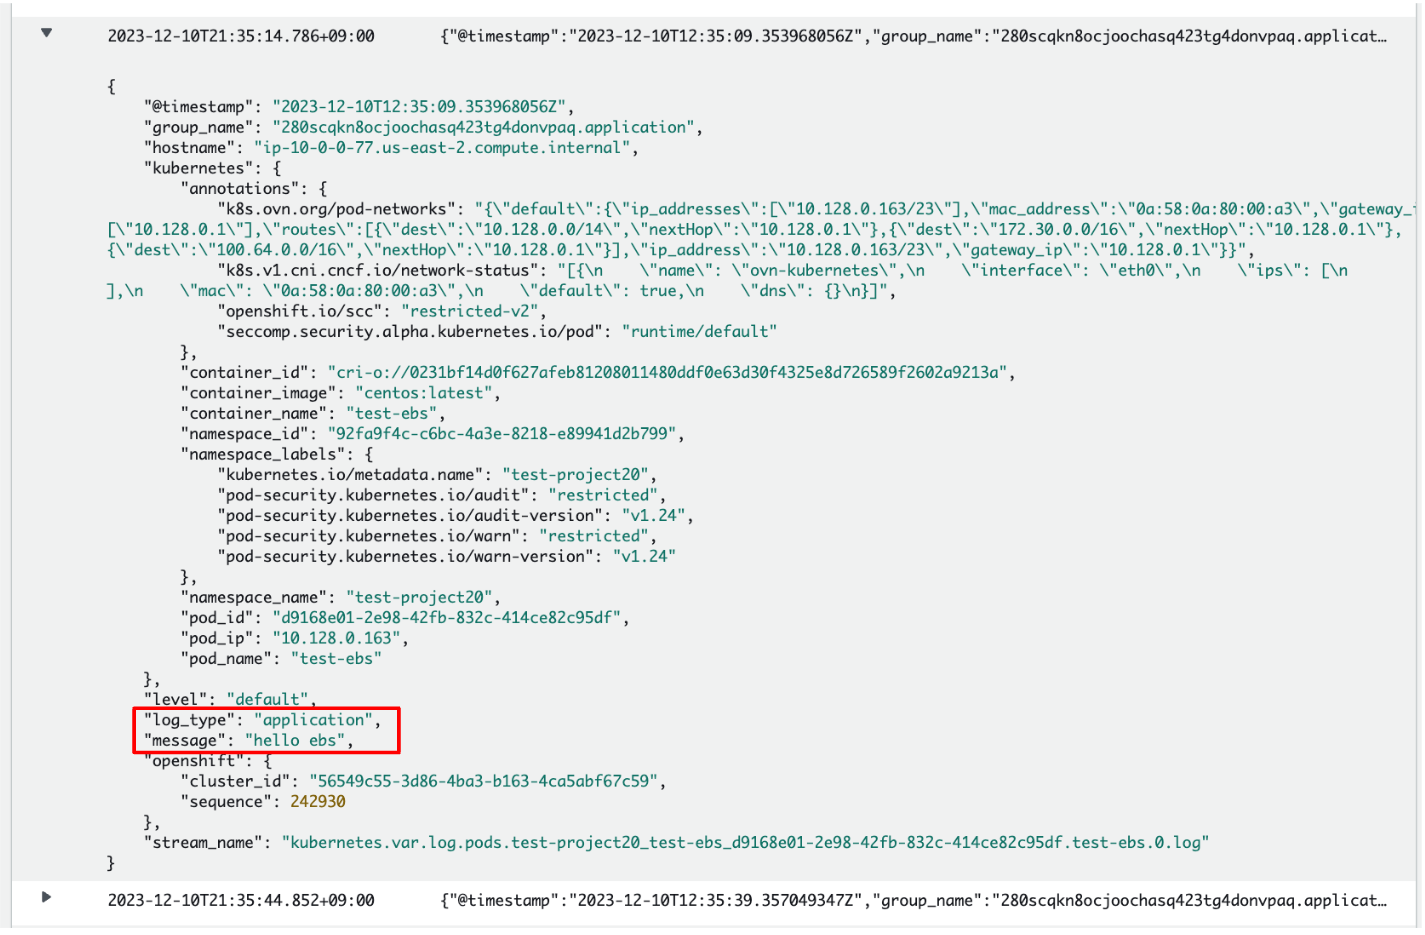 2023-12-10T21:35:14.786+09:00 {"@timestamp":"2023-12-10T12:35:09.353968056Z","group_name":"280scqkn8ocjoochasq423tg4donvpaq.applicat…
{
"@timestamp": "2023-12-10T12:35:09.353968056Z",
"group_name": "280scqkn8ocjoochasq423tg4donvpaq.application",
"hostname": "ip-10-0-0-77.us-east-2.compute.internal",
"kubernetes": {
"annotations": {
"k8s.ovn.org/pod-networks": "{\"default\":{\"ip_addresses\":[\"10.128.0.163/23\"],\"mac_address\":\"0a:58:0a:80:00:a3\",\"gateway_i
[\"10.128.0.1\"],\"routes\":[{\"dest\":\"10.128.0.0/14\",\"nextHop\":\"10.128.0.1\"},{\"dest\":\"172.30.0.0/16\",\"nextHop\":\"10.128.0.1\"},
{\"dest\":\"100.64.0.0/16\",\"nextHop\":\"10.128.0.1\"}],\"ip_address\":\"10.128.0.163/23\",\"gateway_ip\":\"10.128.0.1\"}}",
"k8s.v1.cni.cncf.io/network-status": "[{\n    \"name\": \"ovn-kubernetes\",\n    \"interface\": \"eth0\",\n    \"ips\": [\n
],\n    \"mac\": \"0a:58:0a:80:00:a3\",\n    \"default\": true,\n    \"dns\": {}\n}]",
"openshift.io/scc": "restricted-v2",
"seccomp.security.alpha.kubernetes.io/pod": "runtime/default"
},
"container_id": "cri-o://0231bf14d0f627afeb81208011480ddf0e63d30f4325e8d726589f2602a9213a",
"container_image": "centos:latest",
"container_name": "test-ebs",
"namespace_id": "92fa9f4c-c6bc-4a3e-8218-e89941d2b799",
"namespace_labels": {
"kubernetes.io/metadata.name": "test-project20",
"pod-security.kubernetes.io/audit": "restricted",
"pod-security.kubernetes.io/audit-version": "v1.24",
"pod-security.kubernetes.io/warn": "restricted",
"pod-security.kubernetes.io/warn-version": "v1.24"
},
"namespace_name": "test-project20",
"pod_id": "d9168e01-2e98-42fb-832c-414ce82c95df",
"pod_ip": "10.128.0.163",
"pod_name": "test-ebs"
},
"level": "default",
"log_type": "application",
"message": "hello ebs",
"openshift": {
"cluster_id": "56549c55-3d86-4ba3-b163-4ca5abf67c59",
"sequence": 242930
},
"stream_name": "kubernetes.var.log.pods.test-project20_test-ebs_d9168e01-2e98-42fb-832c-414ce82c95df.test-ebs.0.log"
}
2023-12-10T21:35:44.852+09:00 {"@timestamp":"2023-12-10T12:35:39.357049347Z","group_name":"280scqkn8ocjoochasq423tg4donvpaq.applicat…